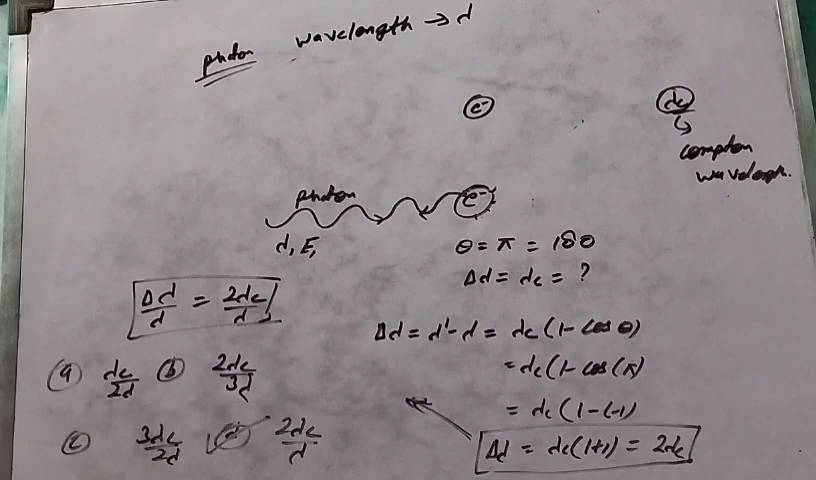 photon wavelength → λ
e⁻ λc
compton
wavelength.
photon e⁻
λ, E,
θ = π = 180
Δλ = λc = ?
Δλ/λ = 2λc/λ
Δλ = λ' - λ = λc (1 - cos θ)
= λc (1 - cos (π)
= λc (1 - (-1)
Δλ = λc (1+1) = 2λc
(a) λc/2λ (b) 2λc/3λ
(c) 3λc/2λ (d) 2λc/λ